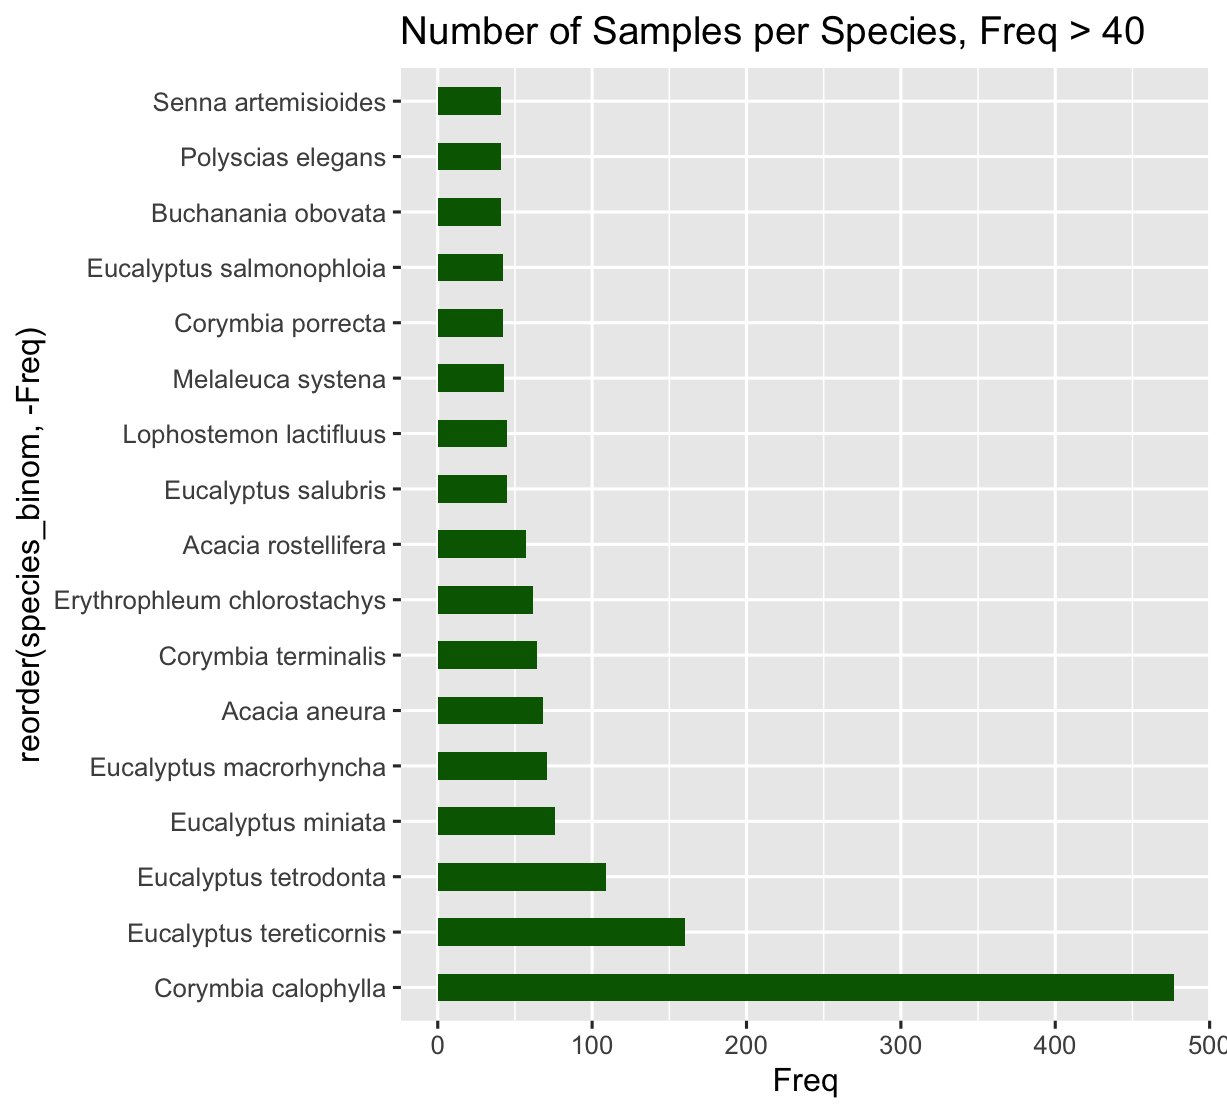 Number of Samples per Species, Freq > 40
Senna artemisioides
Polyscias elegans
Buchanania obovata
Eucalyptus salmonophloia
Corymbia porrecta
Melaleuca systena
Lophostemon lactifluus
Eucalyptus salubris
Acacia rostellifera
Erythrophleum chlorostachys
Corymbia terminalis
Acacia aneura
Eucalyptus macrorhyncha
Eucalyptus miniata
Eucalyptus tetrodonta
Eucalyptus tereticornis
Corymbia calophylla
reorder(species_binom, -Freq)
0 100 200 300 400 500
Freq